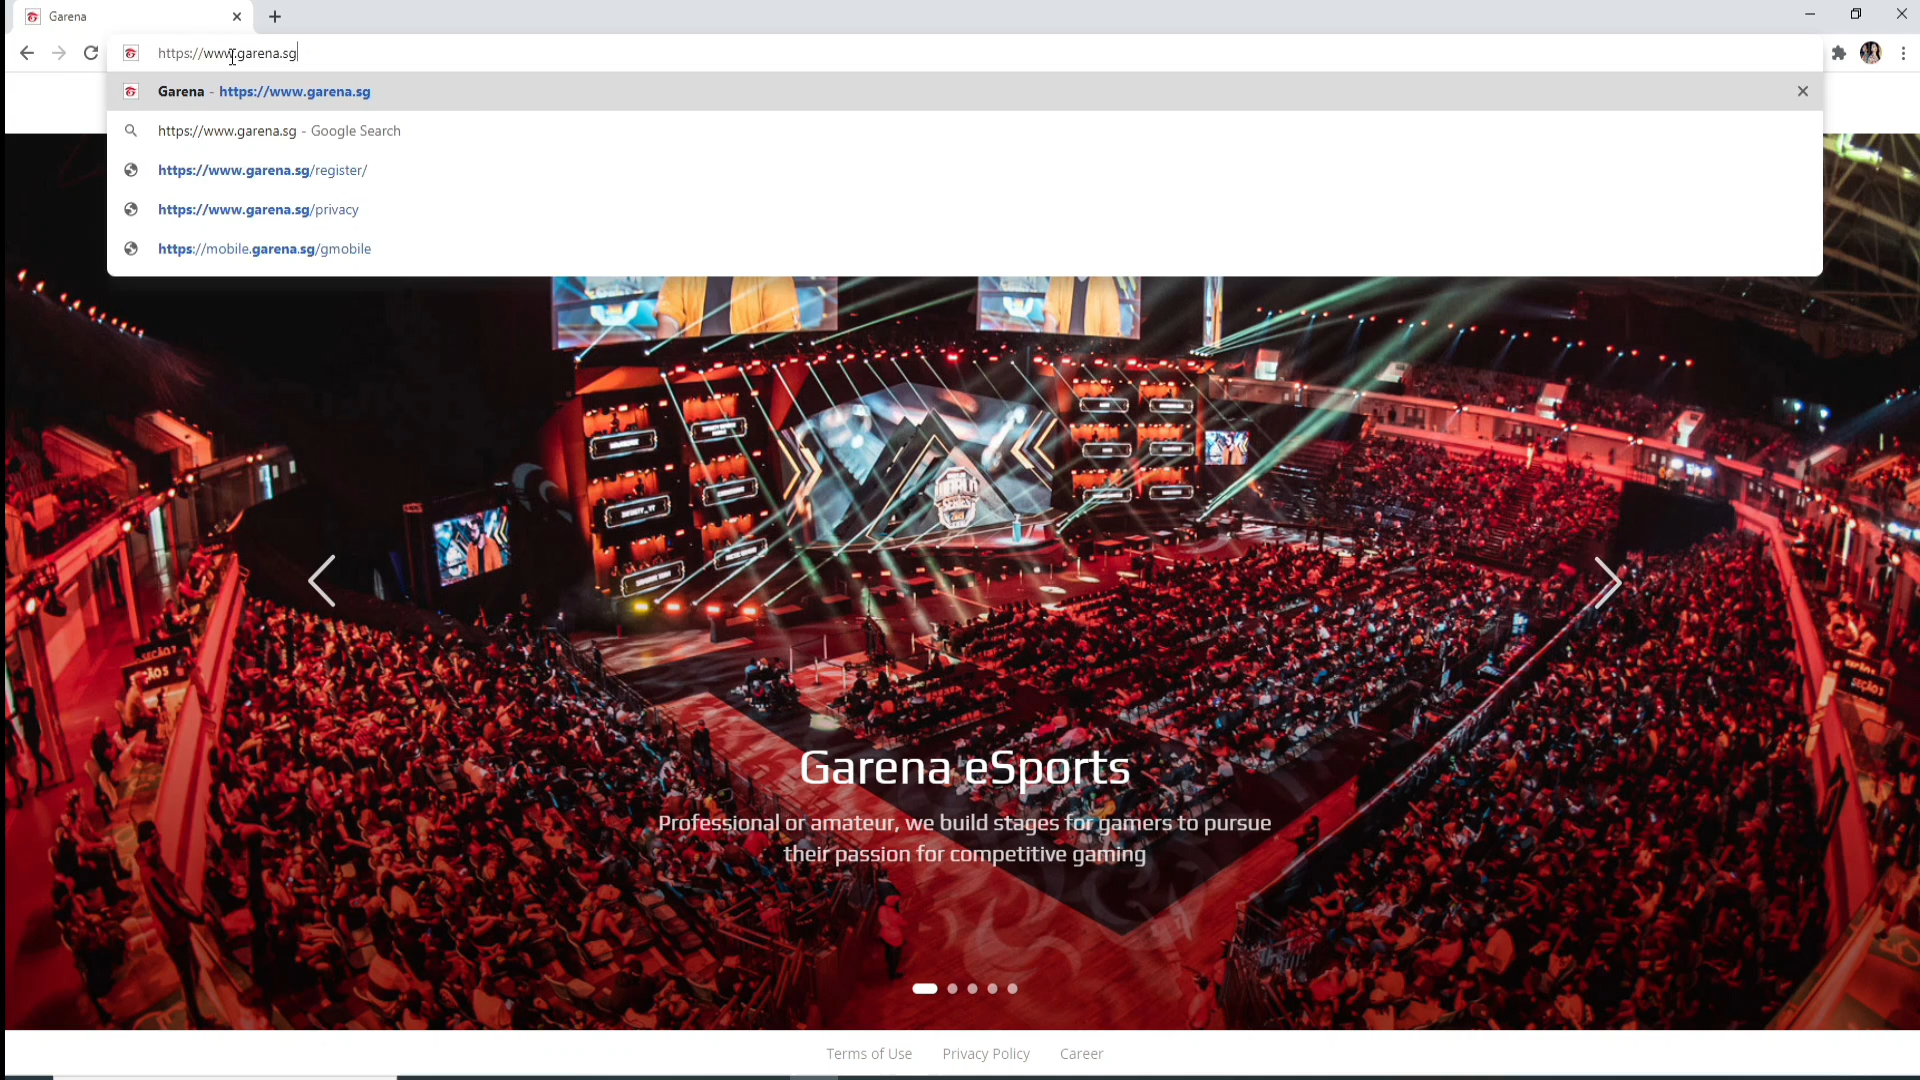 Garena
https://www.garena.sg
Garena - https://www.garena.sg
https://www.garena.sg - Google Search
https://www.garena.sg/register/
https://www.garena.sg/privacy
https://mobile.garena.sg/gmobile
Garena eSports
Professional or amateur, we build stages for gamers to pursue
their passion for competitive gaming
Terms of Use Privacy Policy Career